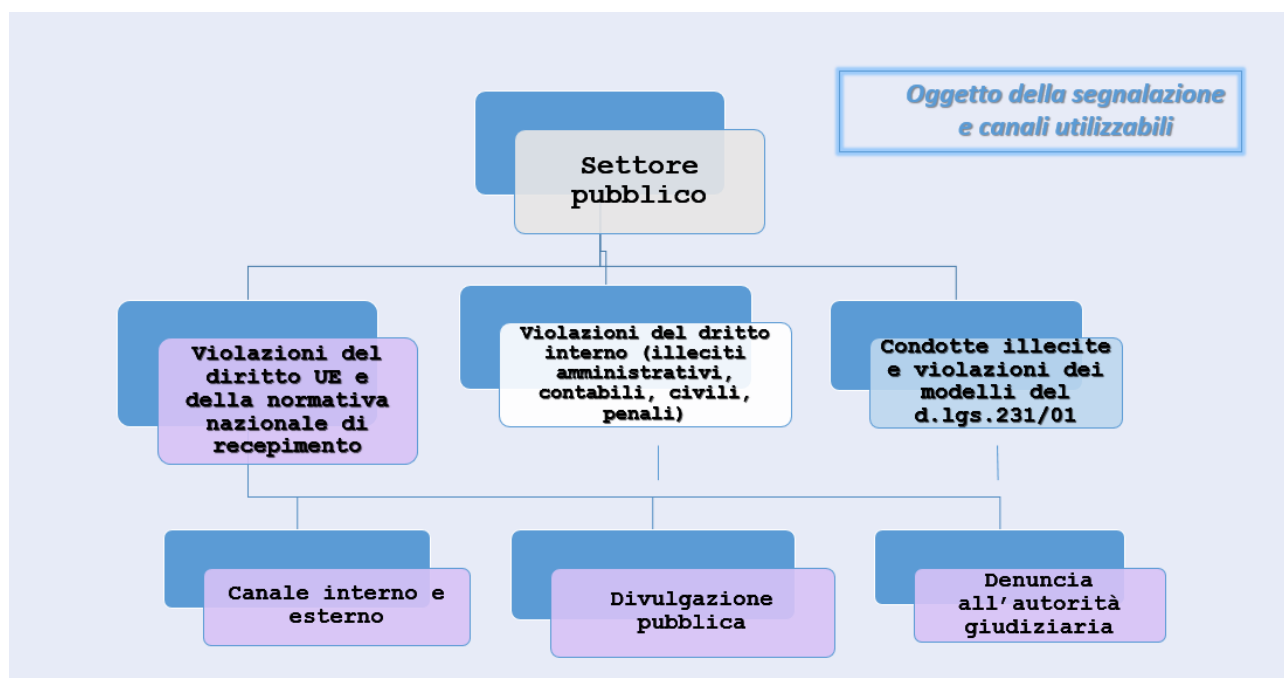 Oggetto della segnalazione
e canali utilizzabili
Settore
pubblico
Violazioni del
diritto UE e
della normativa
nazionale di
recepimento
Violazioni del dritto
interno (illeciti
amministrativi,
contabili, civili,
penali)
Condotte illecite
e violazioni dei
modelli del
d.lgs.231/01
Canale interno e
esterno
Divulgazione
pubblica
Denuncia
all’autorità
giudiziaria